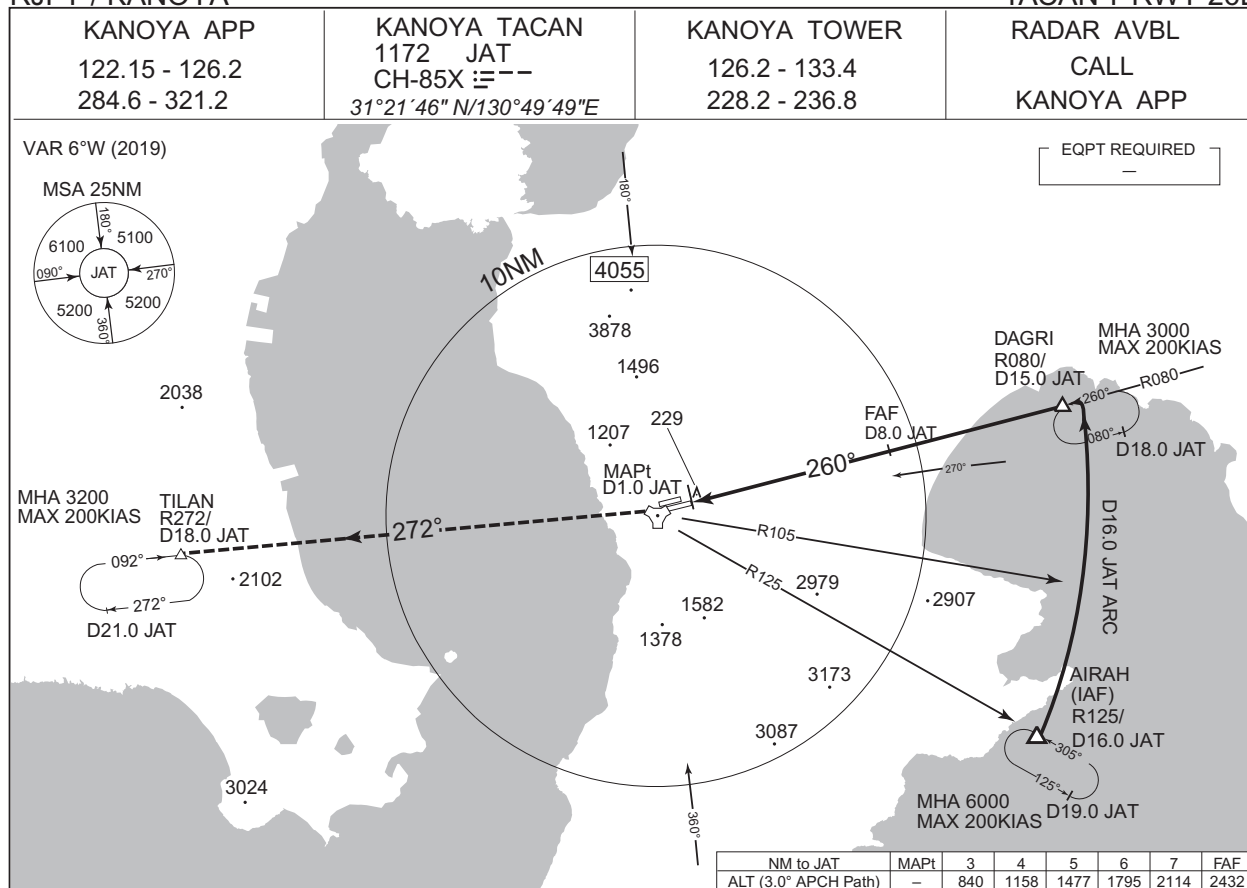 KANOYA APP
122.15 - 126.2
284.6 - 321.2
KANOYA TACAN
1172 JAT
CH-85X
31°21´46" N/130°49´49"E
KANOYA TOWER
126.2 - 133.4
228.2 - 236.8
RADAR AVBL
CALL
KANOYA APP
VAR 6°W (2019)
MSA 25NM
180°
6100
5100
090°
JAT
270°
5200
5200
360°
EQPT REQUIRED
–
180°
10NM
4055
3878
1496
2038
229
1207
MAPt
D1.0 JAT
FAF
D8.0 JAT
260°
270°
DAGRI
R080/
D15.0 JAT
MHA 3000
MAX 200KIAS
R080
260°
080°
D18.0 JAT
MHA 3200
MAX 200KIAS
TILAN
R272/
D18.0 JAT
272°
092°
272°
D21.0 JAT
2102
R105
R125
2979
2907
1582
1378
D16.0 JAT ARC
3173
3087
AIRAH
(IAF)
R125/
D16.0 JAT
305°
125°
D19.0 JAT
MHA 6000
MAX 200KIAS
3024
360°
NM to JAT MAPt 3 4 5 6 7 FAF
ALT (3.0° APCH Path) – 840 1158 1477 1795 2114 2432